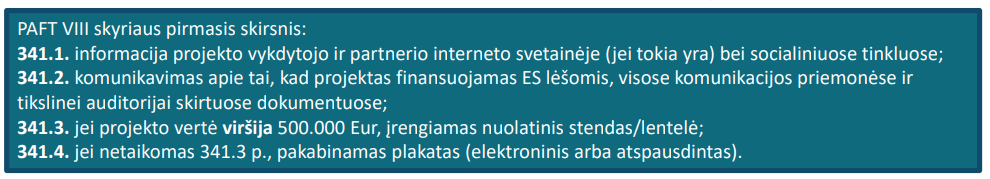 PAFT VIII skyriaus pirmasis skirsnis:
341.1. informacija projekto vykdytojo ir partnerio interneto svetainėje (jei tokia yra) bei socialiniuose tinkluose;
341.2. komunikavimas apie tai, kad projektas finansuojamas ES lėšomis, visose komunikacijos priemonėse ir
tikslinei auditorijai skirtuose dokumentuose;
341.3. jei projekto vertė viršija 500.000 Eur, įrengiamas nuolatinis stendas/lentelė;
341.4. jei netaikomas 341.3 p., pakabinamas plakatas (elektroninis arba atspausdintas).